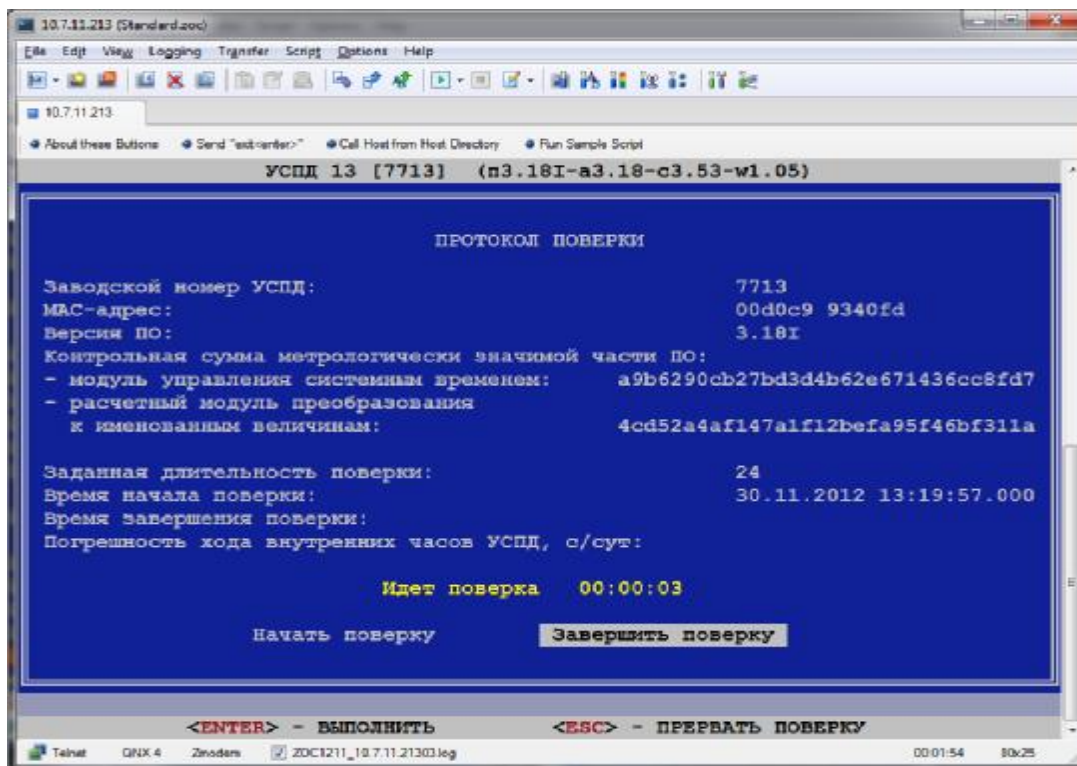 10.7.11.213 (Standard.zoc)
File Edit View Logging Transfer Script Options Help
10.7.11.213
About these Buttons Send "exit<enter>" Call Host from Host Directory Run Sample Script
УСПД 13 [7713] (п3.18I-а3.18-с3.53-w1.05)
ПРОТОКОЛ ПОВЕРКИ
Заводской номер УСПД: 7713
МАС-адрес: 00d0c9 9340fd
Версия ПО: 3.18I
Контрольная сумма метрологически значимой части ПО:
- модуль управления системным временем: a9b6290cb27bd3d4b62e671436cc8fd7
- расчетный модуль преобразования
к именованным величинам: 4cd52a4af147a1f12befa95f46bf311a
Заданная длительность поверки: 24
Время начала поверки: 30.11.2012 13:19:57.000
Время завершения поверки:
Погрешность хода внутренних часов УСПД, с/сут:
Идет поверка 00:00:03
Начать поверку Завершить поверку
<ENTER> - ВЫПОЛНИТЬ <ESC> - ПРЕРВАТЬ ПОВЕРКУ
Telnet QNX 4 Zmodem ZOC1211_10.7.11.21303.log 00:01:54 80x25